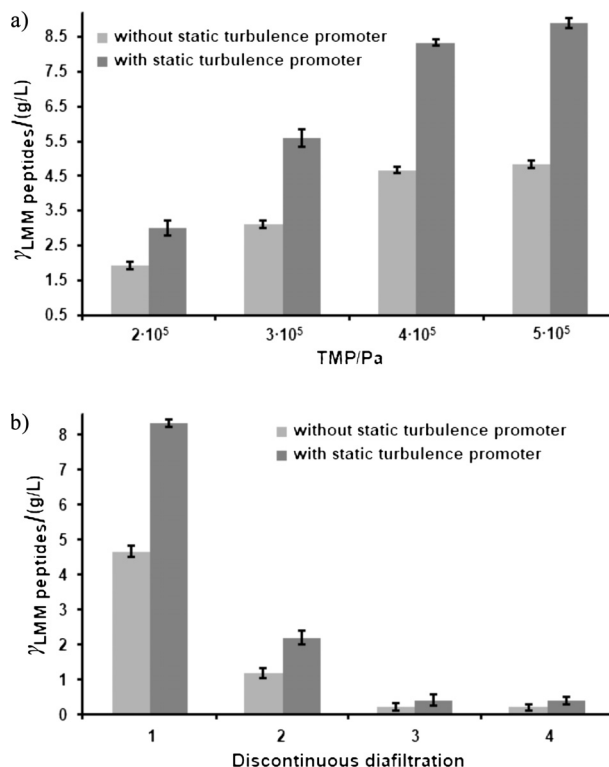 a)
8.5
7.5
6.5
5.5
4.5
3.5
2.5
1.5
0.5
γLMM peptides/(g/L)
without static turbulence promoter
with static turbulence promoter
2·10⁵ 3·10⁵ 4·10⁵ 5·10⁵
TMP/Pa
b)
8
7
6
5
4
3
2
1
0
γLMM peptides/(g/L)
without static turbulence promoter
with static turbulence promoter
1 2 3 4
Discontinuous diafiltration